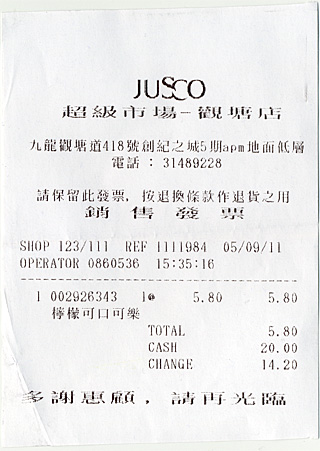 JUSCO
超級市場-觀塘店
九龍觀塘道418號創紀之城5期apm地面低層
電話：31489228
請保留此發票，按退換條款作退貨之用
銷售發票
SHOP 123/111 REF 1111984 05/09/11
OPERATOR 0860536 15:35:16
1 002926343 1@ 5.80 5.80
檸檬可口可樂
TOTAL 5.80
CASH 20.00
CHANGE 14.20
多謝惠顧，請再光臨